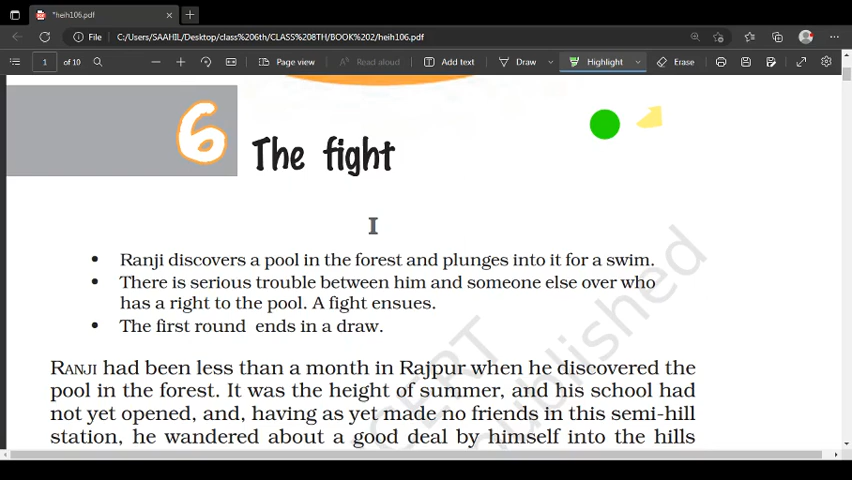 *heih106.pdf
File C:/Users/SAAHIL/Desktop/class%206th/CLASS%208TH/BOOK%202/heih106.pdf
1 of 10 Page view Read aloud Add text Draw Highlight Erase
6 The fight
• Ranji discovers a pool in the forest and plunges into it for a swim.
• There is serious trouble between him and someone else over who
has a right to the pool. A fight ensues.
• The first round ends in a draw.
RANJI had been less than a month in Rajpur when he discovered the
pool in the forest. It was the height of summer, and his school had
not yet opened, and, having as yet made no friends in this semi-hill
station, he wandered about a good deal by himself into the hills
published